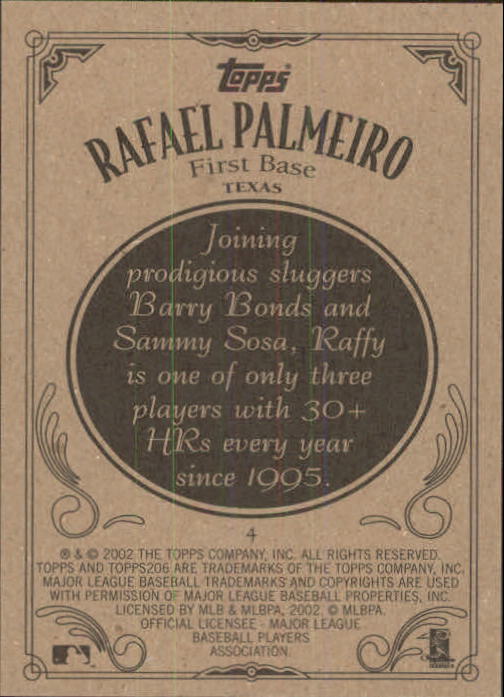 topps
RAFAEL PALMEIRO
First Base
TEXAS
Joining
prodigious sluggers
Barry Bonds and
Sammy Sosa, Raffy
is one of only three
players with 30+
HRs every year
since 1995.
4
® & © 2002 THE TOPPS COMPANY, INC. ALL RIGHTS RESERVED.
TOPPS AND TOPPS206 ARE TRADEMARKS OF THE TOPPS COMPANY, INC.
MAJOR LEAGUE BASEBALL TRADEMARKS AND COPYRIGHTS ARE USED
WITH PERMISSION OF MAJOR LEAGUE BASEBALL PROPERTIES, INC.
LICENSED BY MLB & MLBPA, 2002. © MLBPA.
OFFICIAL LICENSEE - MAJOR LEAGUE
BASEBALL PLAYERS
ASSOCIATION.